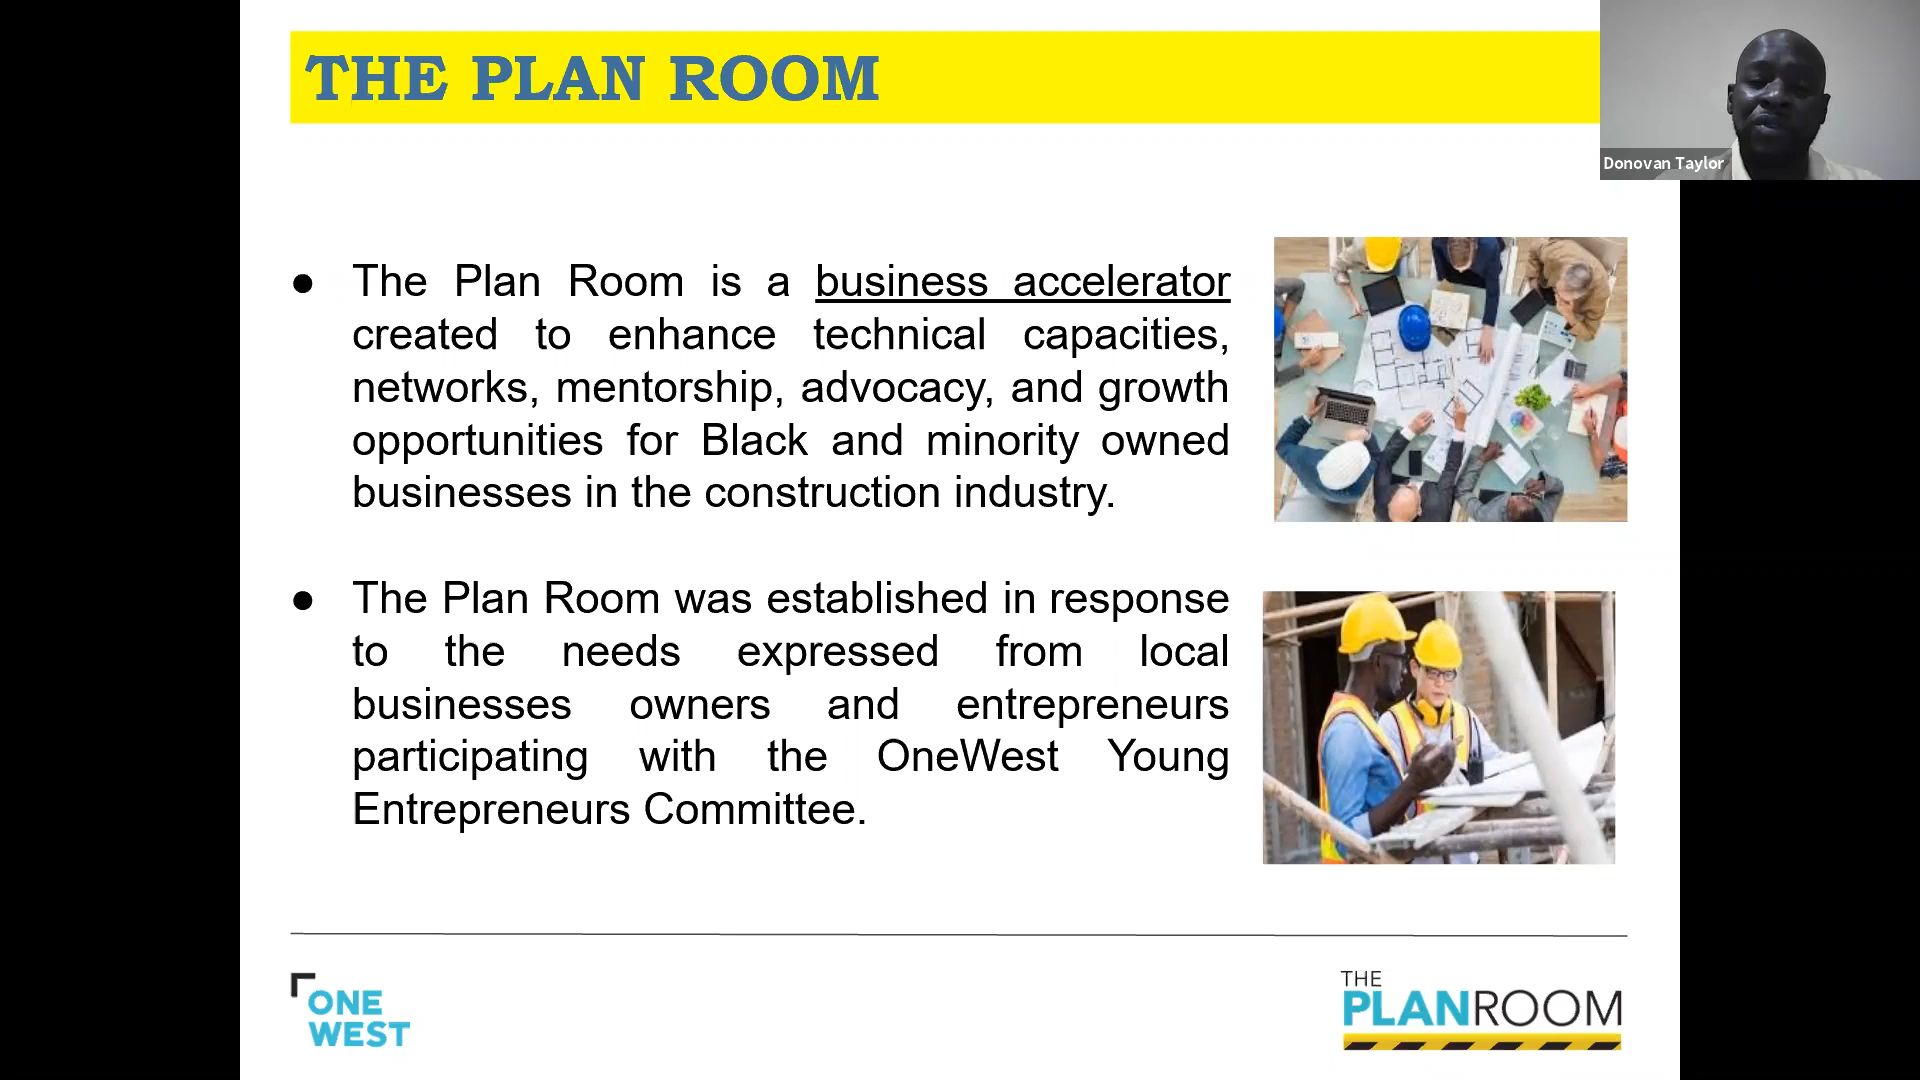 THE PLAN ROOM
Donovan Taylor
● The Plan Room is a business accelerator
created to enhance technical capacities,
networks, mentorship, advocacy, and growth
opportunities for Black and minority owned
businesses in the construction industry.
● The Plan Room was established in response
to the needs expressed from local
businesses owners and entrepreneurs
participating with the OneWest Young
Entrepreneurs Committee.
ONE
WEST
THE
PLANROOM